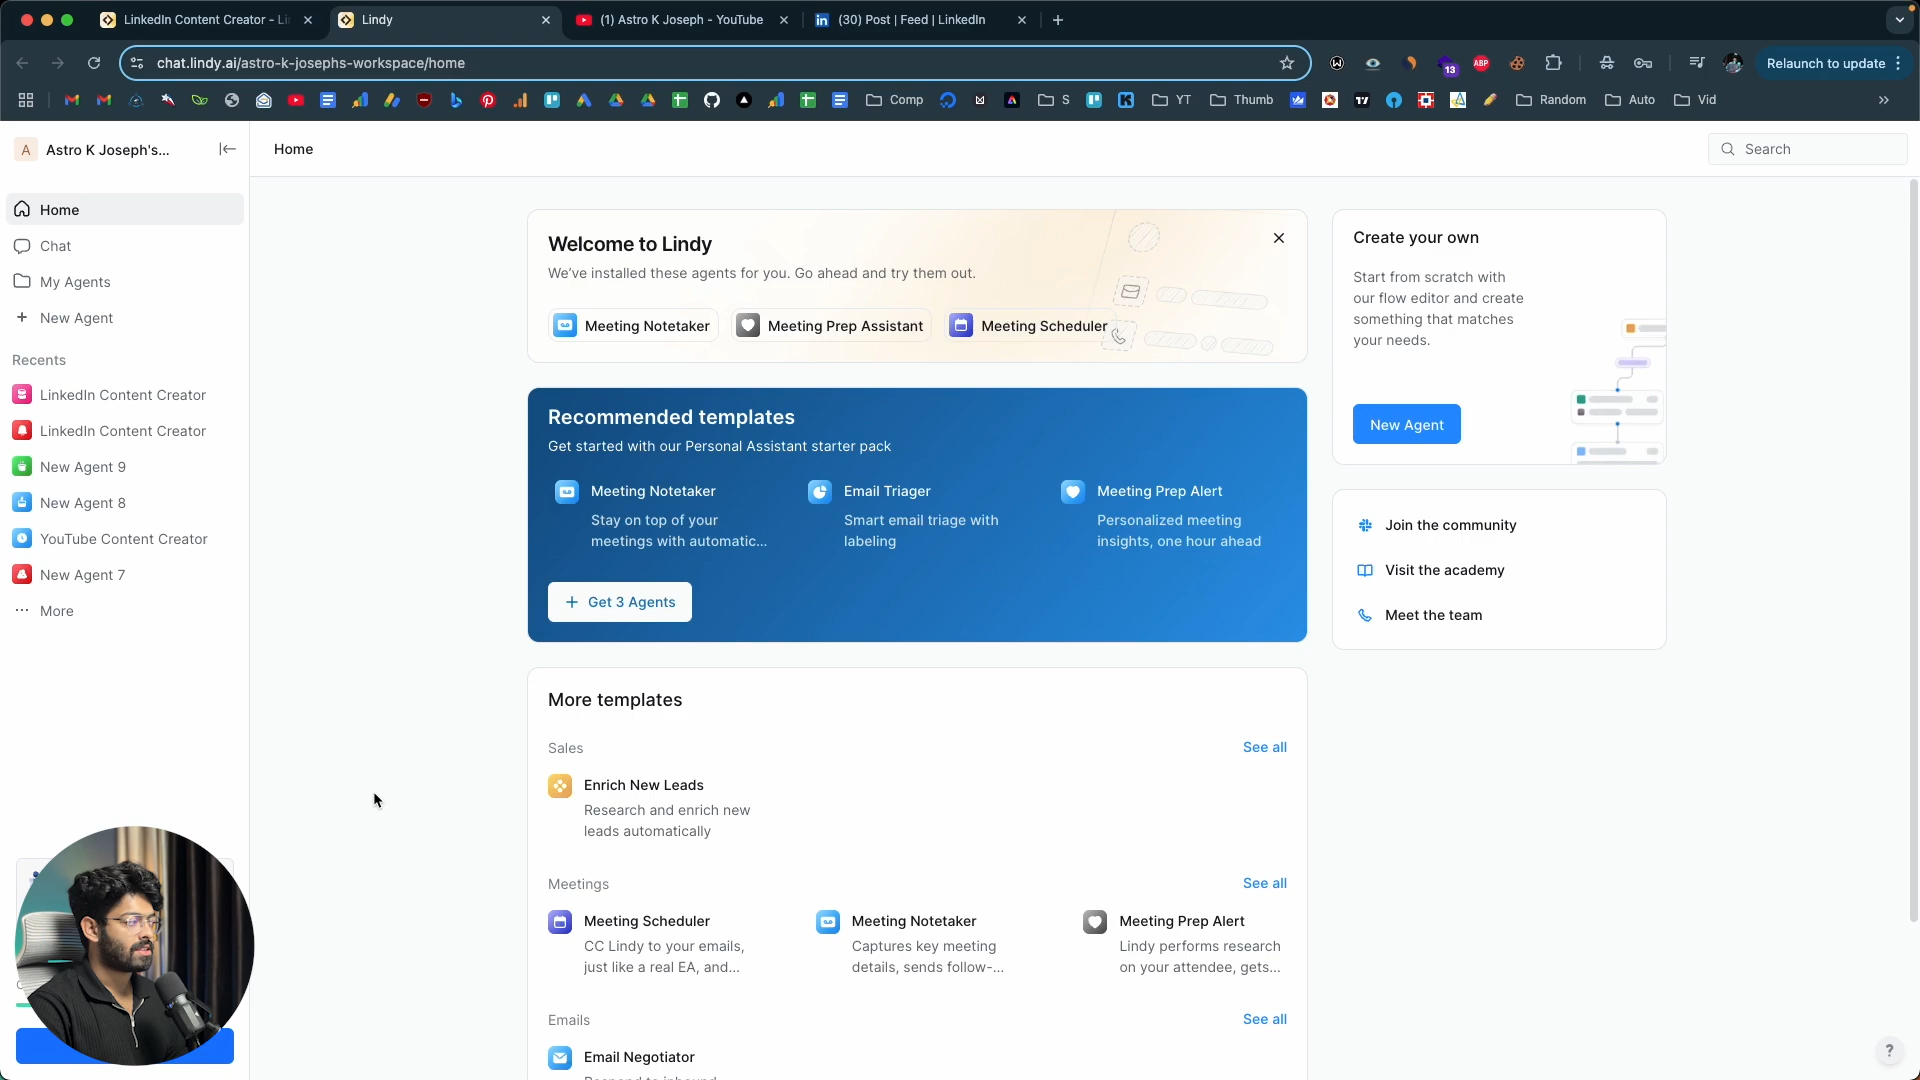 LinkedIn Content Creator - Li
Lindy
(1) Astro K Joseph - YouTube
(30) Post | Feed | LinkedIn
chat.lindy.ai/astro-k-josephs-workspace/home
13
ABP
Relaunch to update
Comp
S
YT
Thumb
Random
Auto
Vid
A
Astro K Joseph's...
Home
Search
Home
Chat
My Agents
New Agent
Recents
LinkedIn Content Creator
LinkedIn Content Creator
New Agent 9
New Agent 8
YouTube Content Creator
New Agent 7
More
Welcome to Lindy
We've installed these agents for you. Go ahead and try them out.
Meeting Notetaker
Meeting Prep Assistant
Meeting Scheduler
Recommended templates
Get started with our Personal Assistant starter pack
Meeting Notetaker
Stay on top of your
meetings with automatic...
Email Triager
Smart email triage with
labeling
Meeting Prep Alert
Personalized meeting
insights, one hour ahead
Get 3 Agents
More templates
Sales
See all
Enrich New Leads
Research and enrich new
leads automatically
Meetings
See all
Meeting Scheduler
CC Lindy to your emails,
just like a real EA, and...
Meeting Notetaker
Captures key meeting
details, sends follow-...
Meeting Prep Alert
Lindy performs research
on your attendee, gets...
Emails
See all
Email Negotiator
Create your own
Start from scratch with
our flow editor and create
something that matches
your needs.
New Agent
Join the community
Visit the academy
Meet the team
?